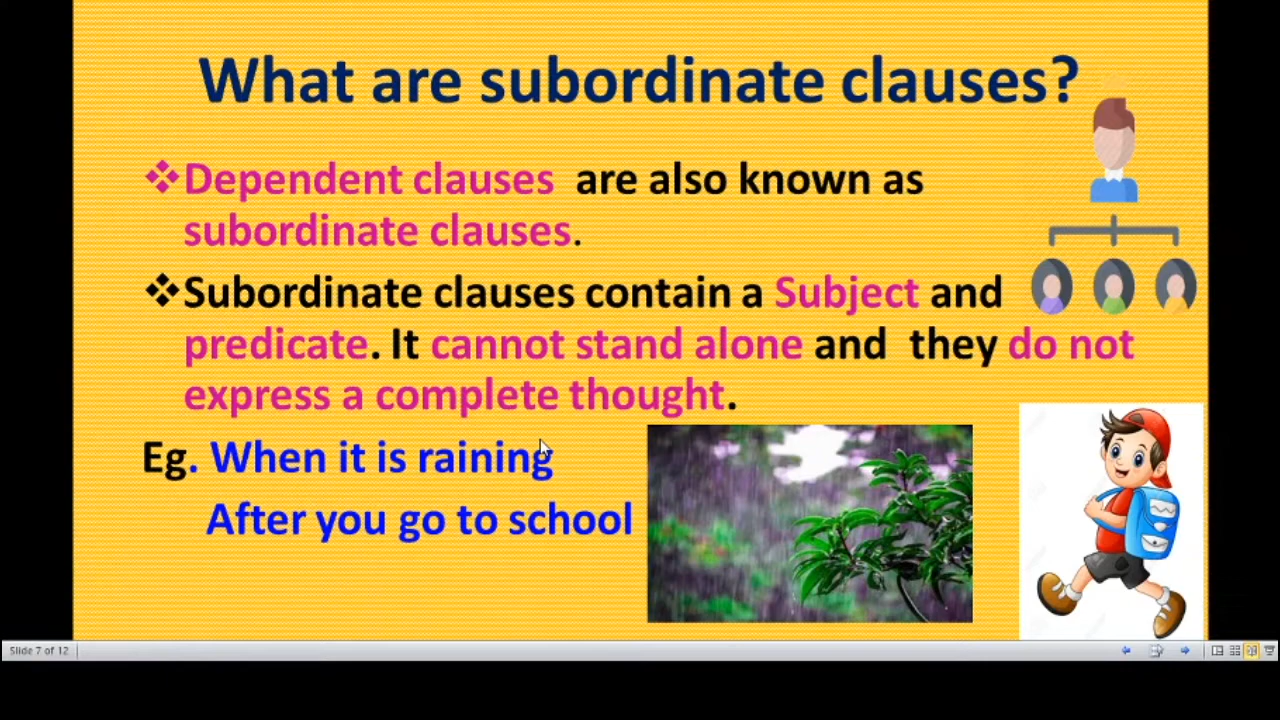 What are subordinate clauses?
❖Dependent clauses are also known as
subordinate clauses.
❖Subordinate clauses contain a Subject and
predicate. It cannot stand alone and they do not
express a complete thought.
Eg. When it is raining
After you go to school
Slide 7 of 12